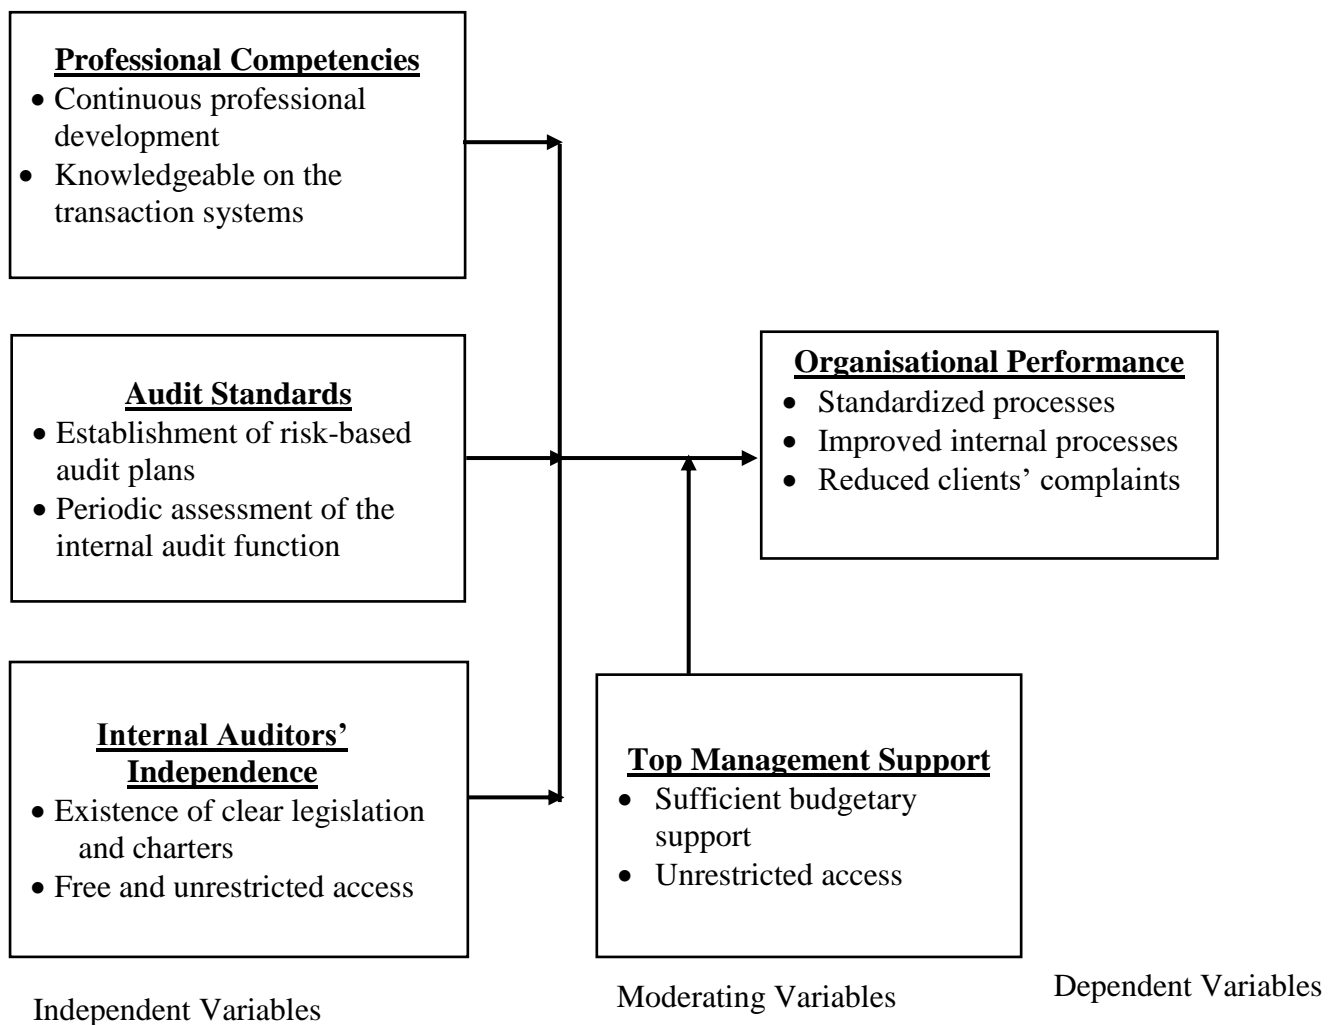 Professional Competencies
• Continuous professional
development
• Knowledgeable on the
transaction systems
Audit Standards
• Establishment of risk-based
audit plans
• Periodic assessment of the
internal audit function
Internal Auditors’
Independence
• Existence of clear legislation
and charters
• Free and unrestricted access
Organisational Performance
• Standardized processes
• Improved internal processes
• Reduced clients’ complaints
Top Management Support
• Sufficient budgetary
support
• Unrestricted access
Independent Variables
Moderating Variables
Dependent Variables